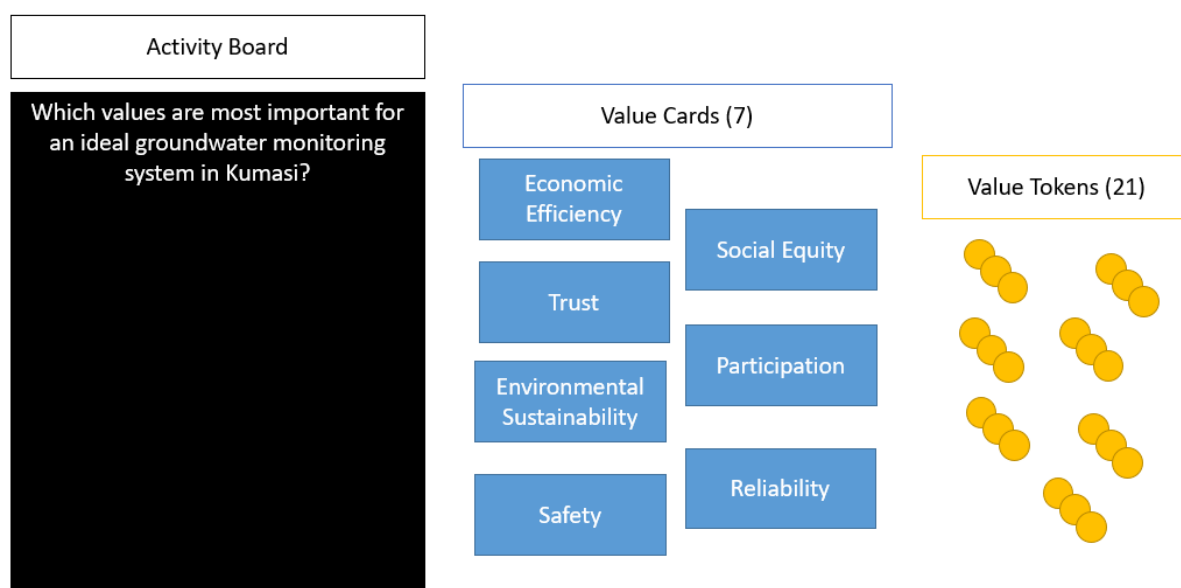 Activity Board
Which values are most important for
an ideal groundwater monitoring
system in Kumasi?
Value Cards (7)
Economic
Efficiency
Social Equity
Trust
Participation
Environmental
Sustainability
Reliability
Safety
Value Tokens (21)